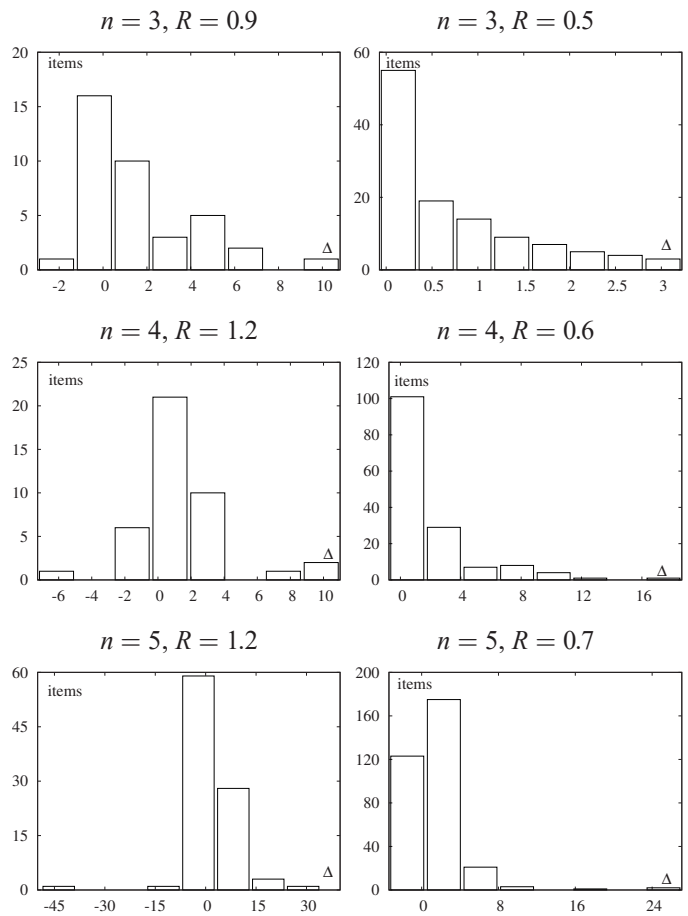 n = 3, R = 0.9
items
20
15
10
5
0
Δ
-2 0 2 4 6 8 10
n = 3, R = 0.5
items
60
40
20
0
Δ
0 0.5 1 1.5 2 2.5 3
n = 4, R = 1.2
items
25
20
15
10
5
0
Δ
-6 -4 -2 0 2 4 6 8 10
n = 4, R = 0.6
items
120
100
80
60
40
20
0
Δ
0 4 8 12 16
n = 5, R = 1.2
items
60
45
30
15
0
Δ
-45 -30 -15 0 15 30
n = 5, R = 0.7
items
200
160
120
80
40
0
Δ
0 8 16 24